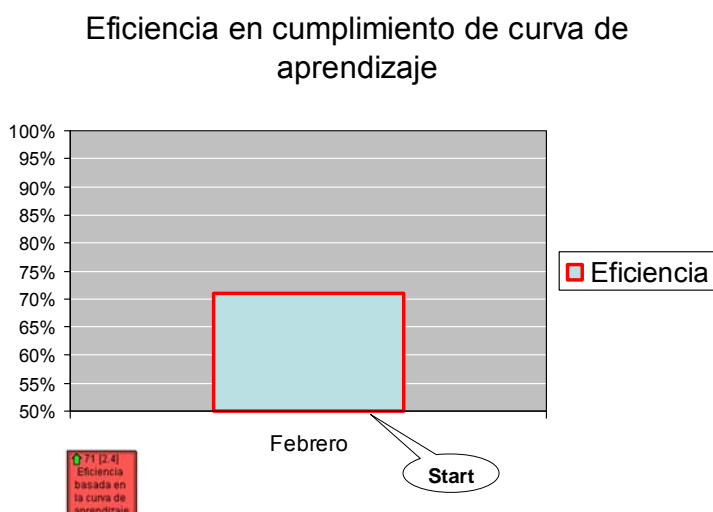 Eficiencia en cumplimiento de curva de
aprendizaje
100%
95%
90%
85%
80%
75%
70%
65%
60%
55%
50%
Eficiencia
Febrero
Start
71 [2.4]
Eficiencia
basada en
la curva de
aprendizaje